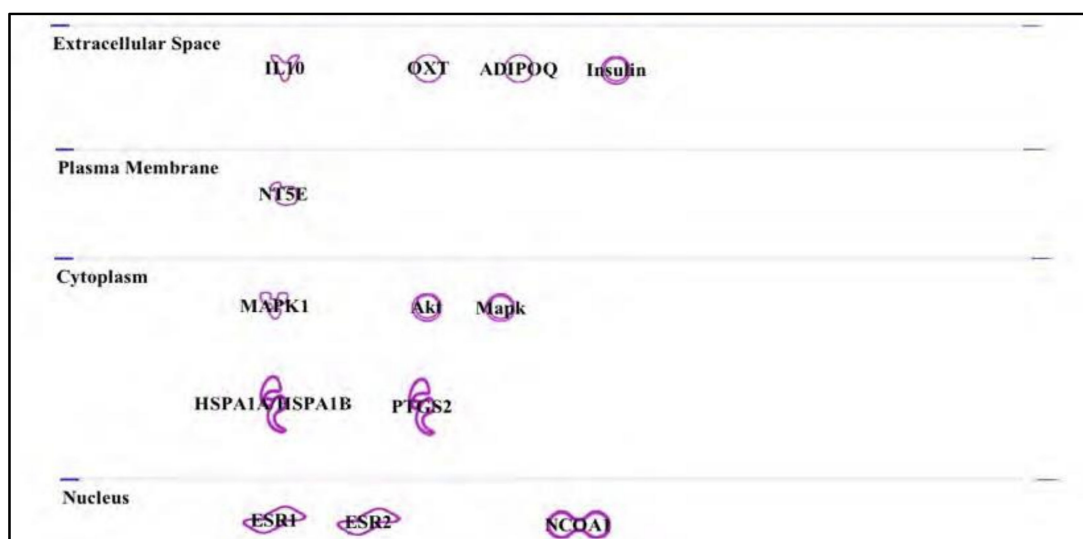 Extracellular Space
IL10 OXT ADIPOQ Insulin
Plasma Membrane
NT5E
Cytoplasm
MAPK1 Akt Mapk
HSPA1A/HSPA1B PTGS2
Nucleus
ESR1 ESR2 NCOA1